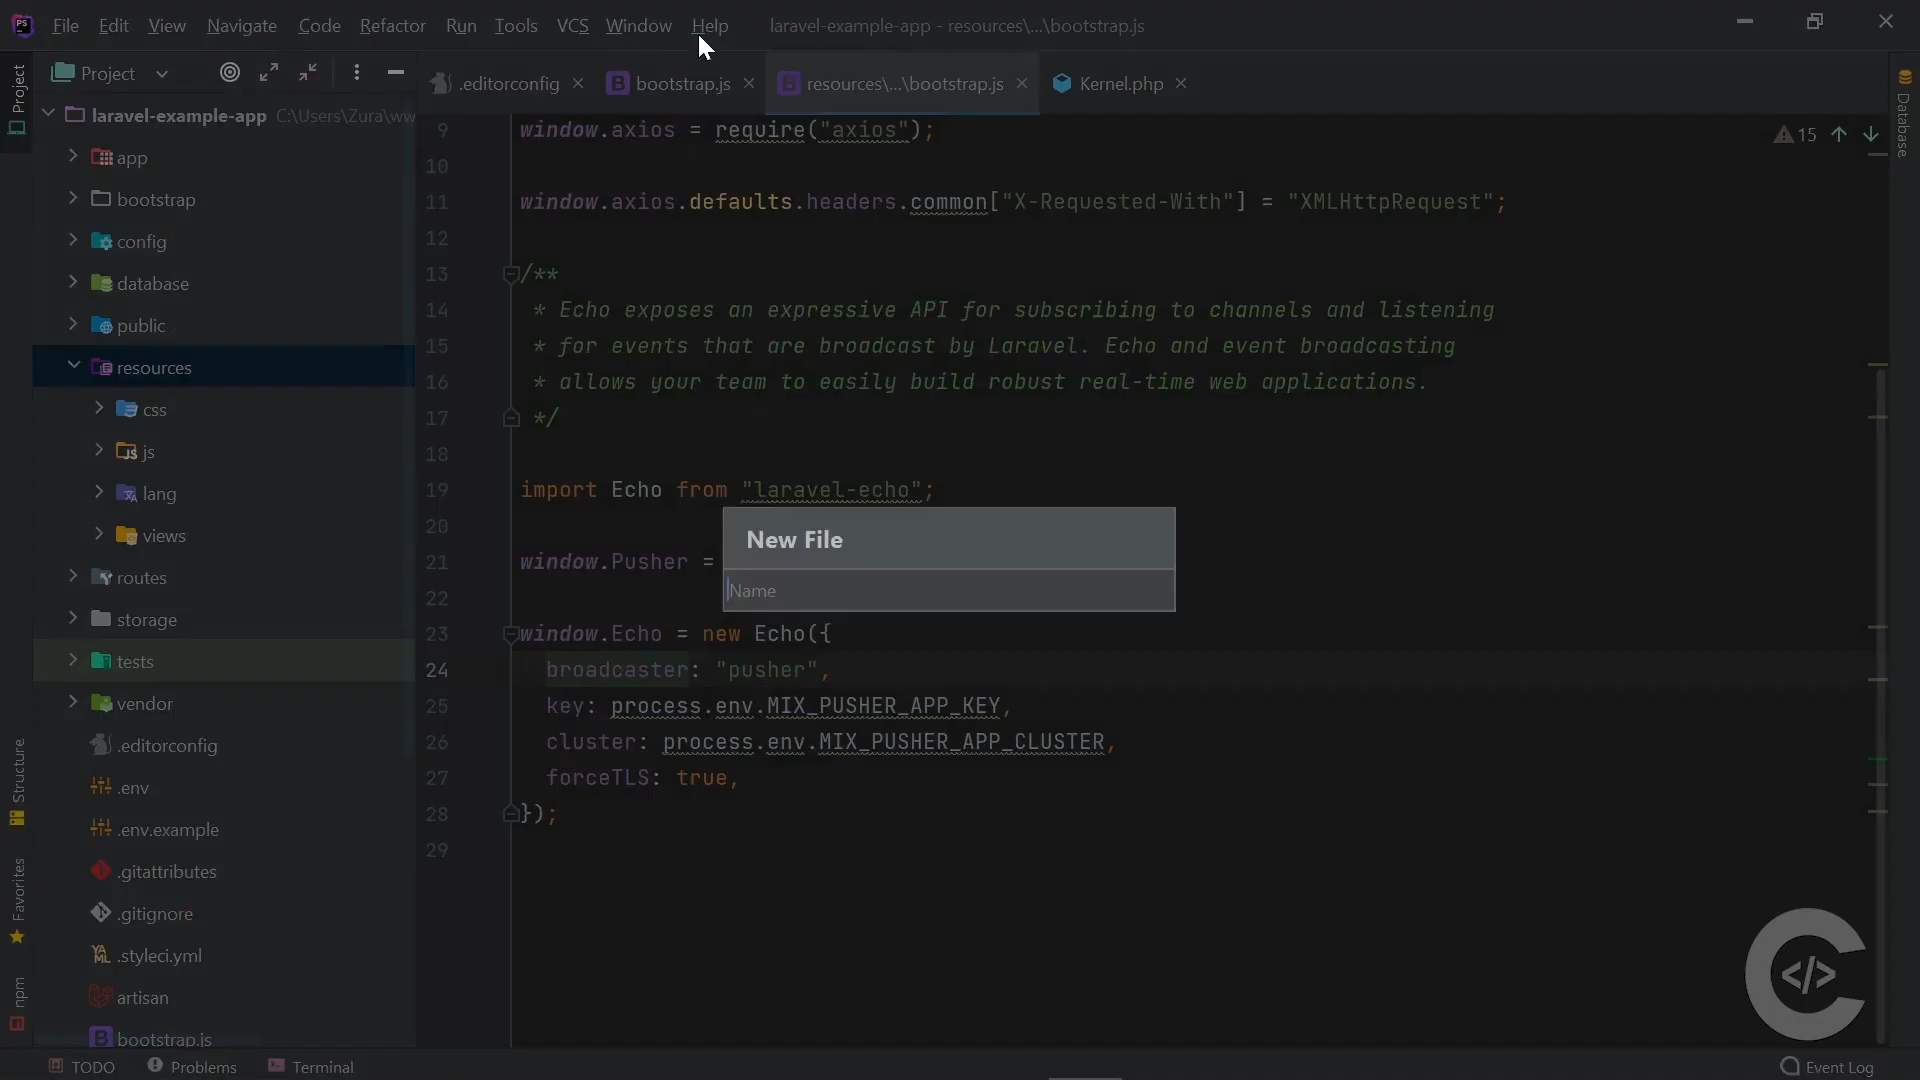 File Edit View Navigate Code Refactor Run Tools VCS Window Help laravel-example-app - resources\...\bootstrap.js
Project
.editorconfig
bootstrap.js
resources\...\bootstrap.js
Kernel.php
Project
Structure
Favorites
npm
Database
laravel-example-app C:\Users\Zura\ww
app
bootstrap
config
database
public
resources
css
js
lang
views
routes
storage
tests
vendor
.editorconfig
.env
.env.example
.gitattributes
.gitignore
.styleci.yml
artisan
bootstrap.js
15
9 window.axios = require("axios");
10
11 window.axios.defaults.headers.common["X-Requested-With"] = "XMLHttpRequest";
12
13 /**
14 * Echo exposes an expressive API for subscribing to channels and listening
15 * for events that are broadcast by Laravel. Echo and event broadcasting
16 * allows your team to easily build robust real-time web applications.
17 */
18
19 import Echo from "laravel-echo";
20
21 window.Pusher =
22
23 window.Echo = new Echo({
24 broadcaster: "pusher",
25 key: process.env.MIX_PUSHER_APP_KEY,
26 cluster: process.env.MIX_PUSHER_APP_CLUSTER,
27 forceTLS: true,
28 });
29
New File
Name
</>
TODO Problems Terminal Event Log